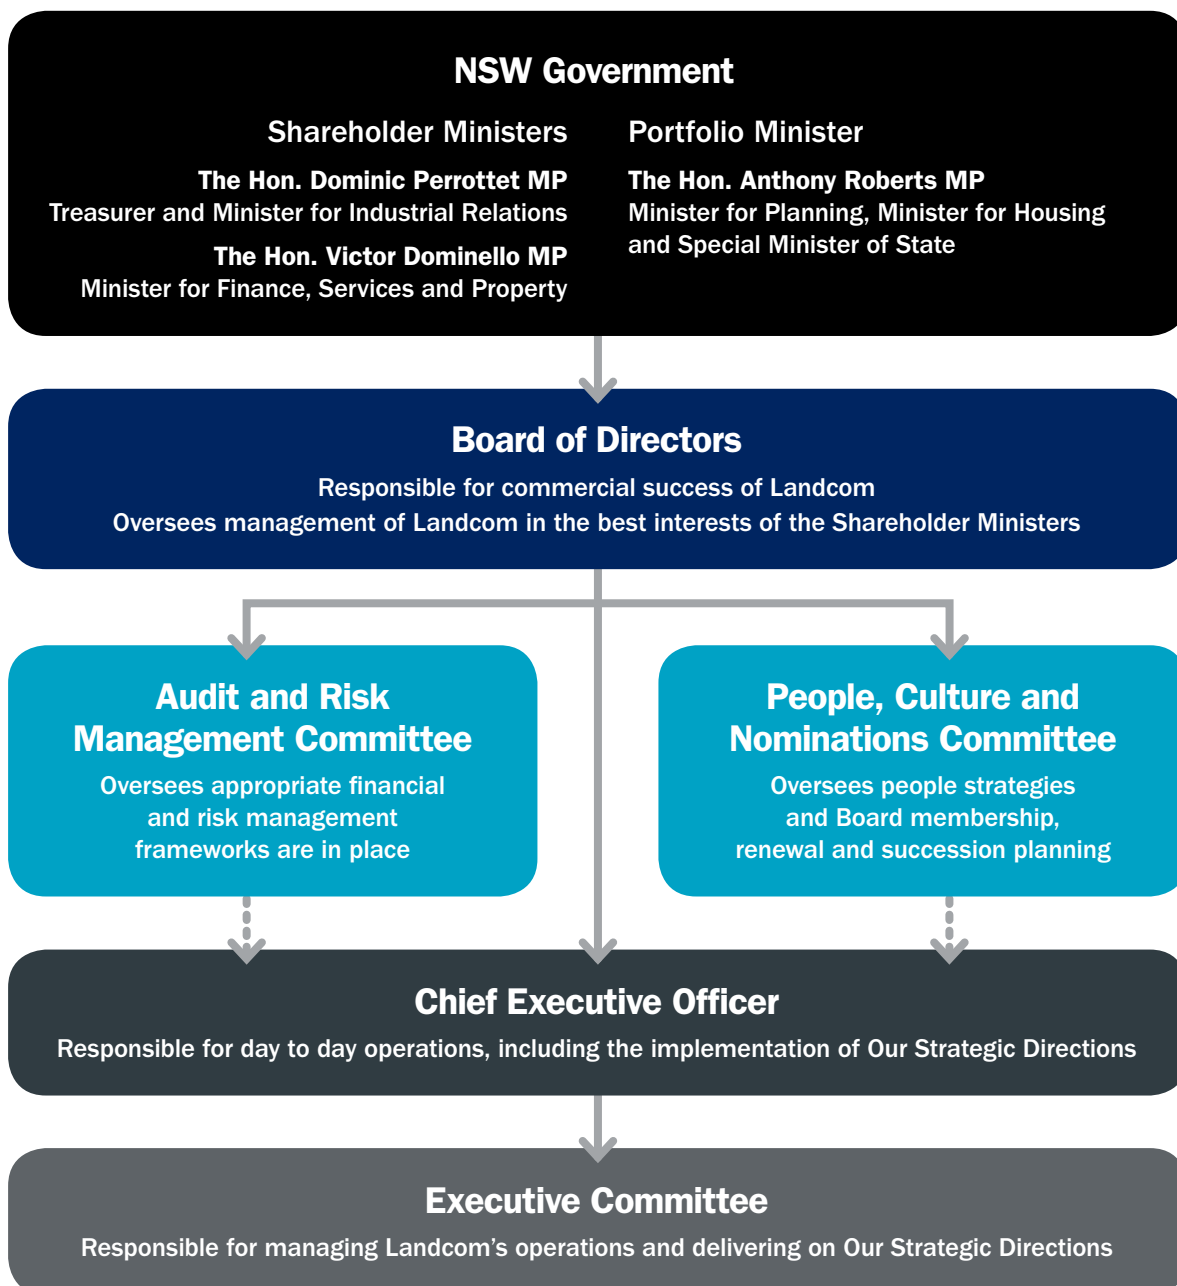 NSW Government
Shareholder Ministers
The Hon. Dominic Perrottet MP
Treasurer and Minister for Industrial Relations
The Hon. Victor Dominello MP
Minister for Finance, Services and Property
Portfolio Minister
The Hon. Anthony Roberts MP
Minister for Planning, Minister for Housing
and Special Minister of State
Board of Directors
Responsible for commercial success of Landcom
Oversees management of Landcom in the best interests of the Shareholder Ministers
Audit and Risk
Management Committee
Oversees appropriate financial
and risk management
frameworks are in place
People, Culture and
Nominations Committee
Oversees people strategies
and Board membership,
renewal and succession planning
Chief Executive Officer
Responsible for day to day operations, including the implementation of Our Strategic Directions
Executive Committee
Responsible for managing Landcom's operations and delivering on Our Strategic Directions